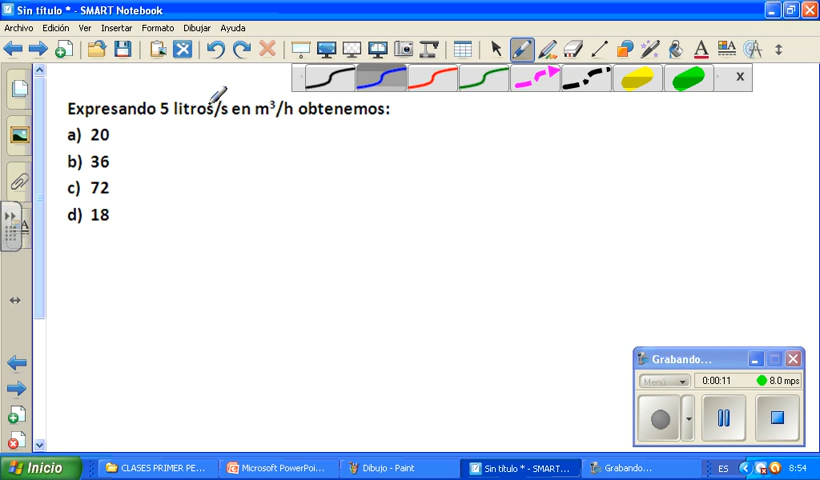 Sin título * - SMART Notebook
Archivo Edición Ver Insertar Formato Dibujar Ayuda
Expresando 5 litros/s en m³/h obtenemos:
a) 20
b) 36
c) 72
d) 18
Grabando...
Menú 0:00:11 8.0 mps
Inicio CLASES PRIMER PE... Microsoft PowerPoi... Dibujo - Paint Sin título * - SMART... Grabando... ES 8:54